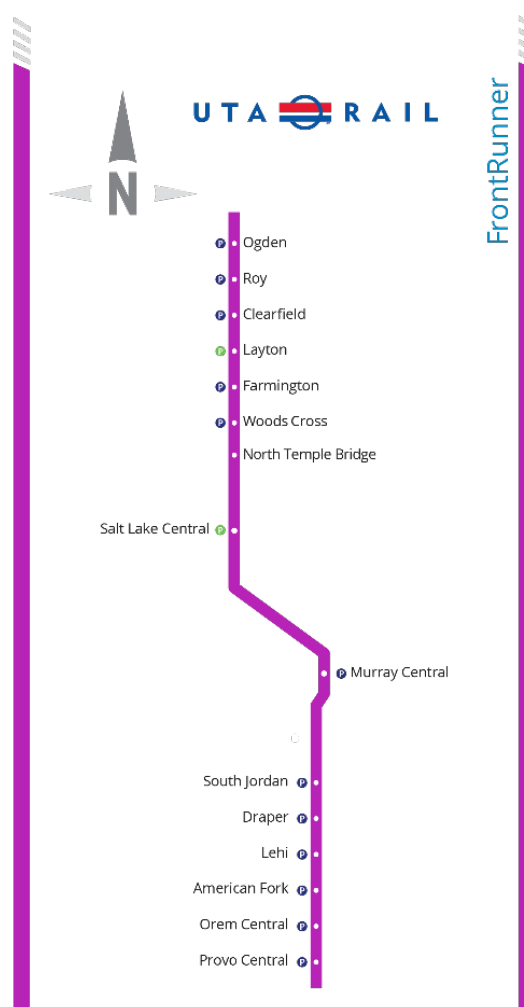 UTA RAIL
FrontRunner
N
P Ogden
P Roy
P Clearfield
P Layton
P Farmington
P Woods Cross
North Temple Bridge
Salt Lake Central P
P Murray Central
South Jordan P
Draper P
Lehi P
American Fork P
Orem Central P
Provo Central P